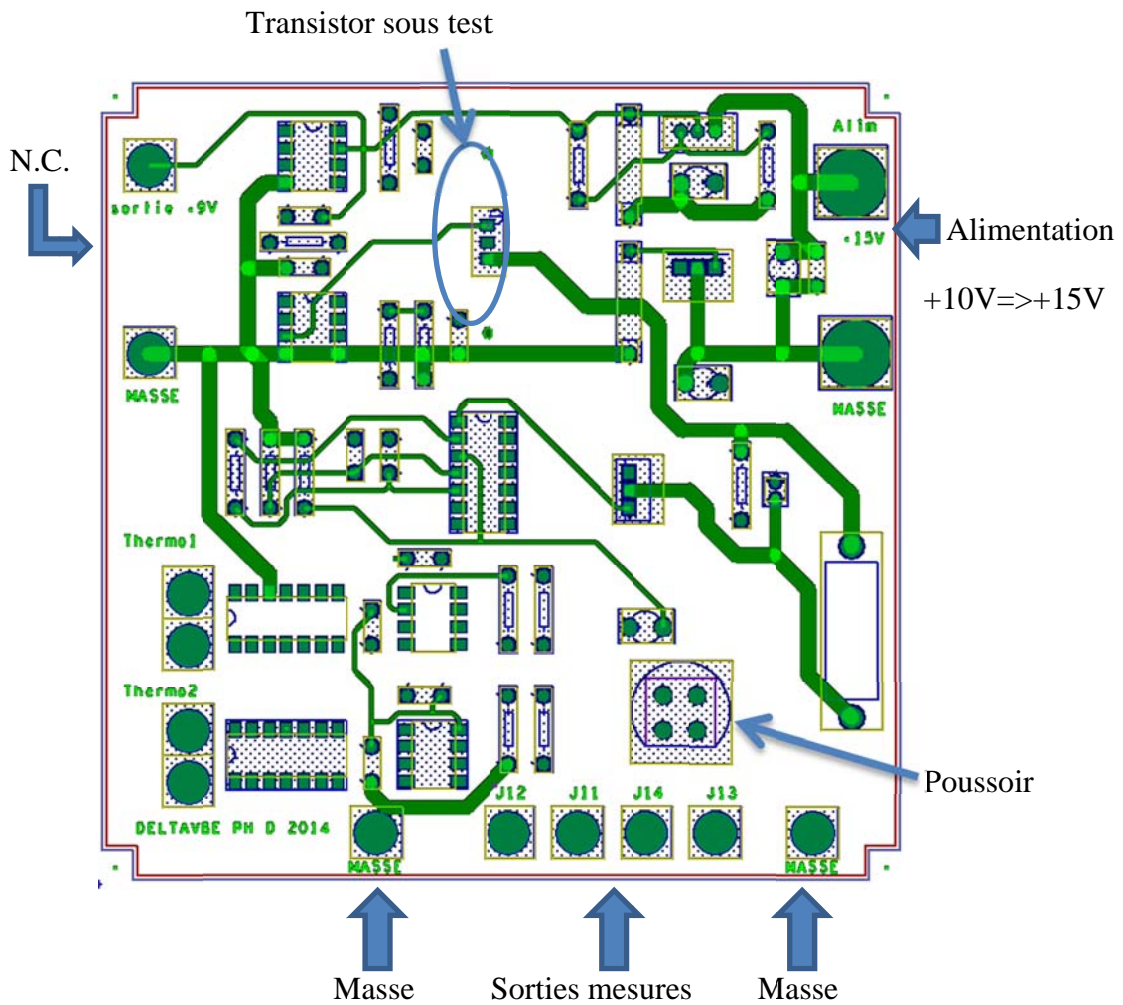 Transistor sous test
N.C.
Alim
sortie -9V
-15V
Alimentation
+10V=>+15V
MASSE
MASSE
Thermo1
Thermo2
Poussoir
J12 J11 J14 J13
DELTAVBE PH D 2014
MASSE
MASSE
Masse
Sorties mesures
Masse